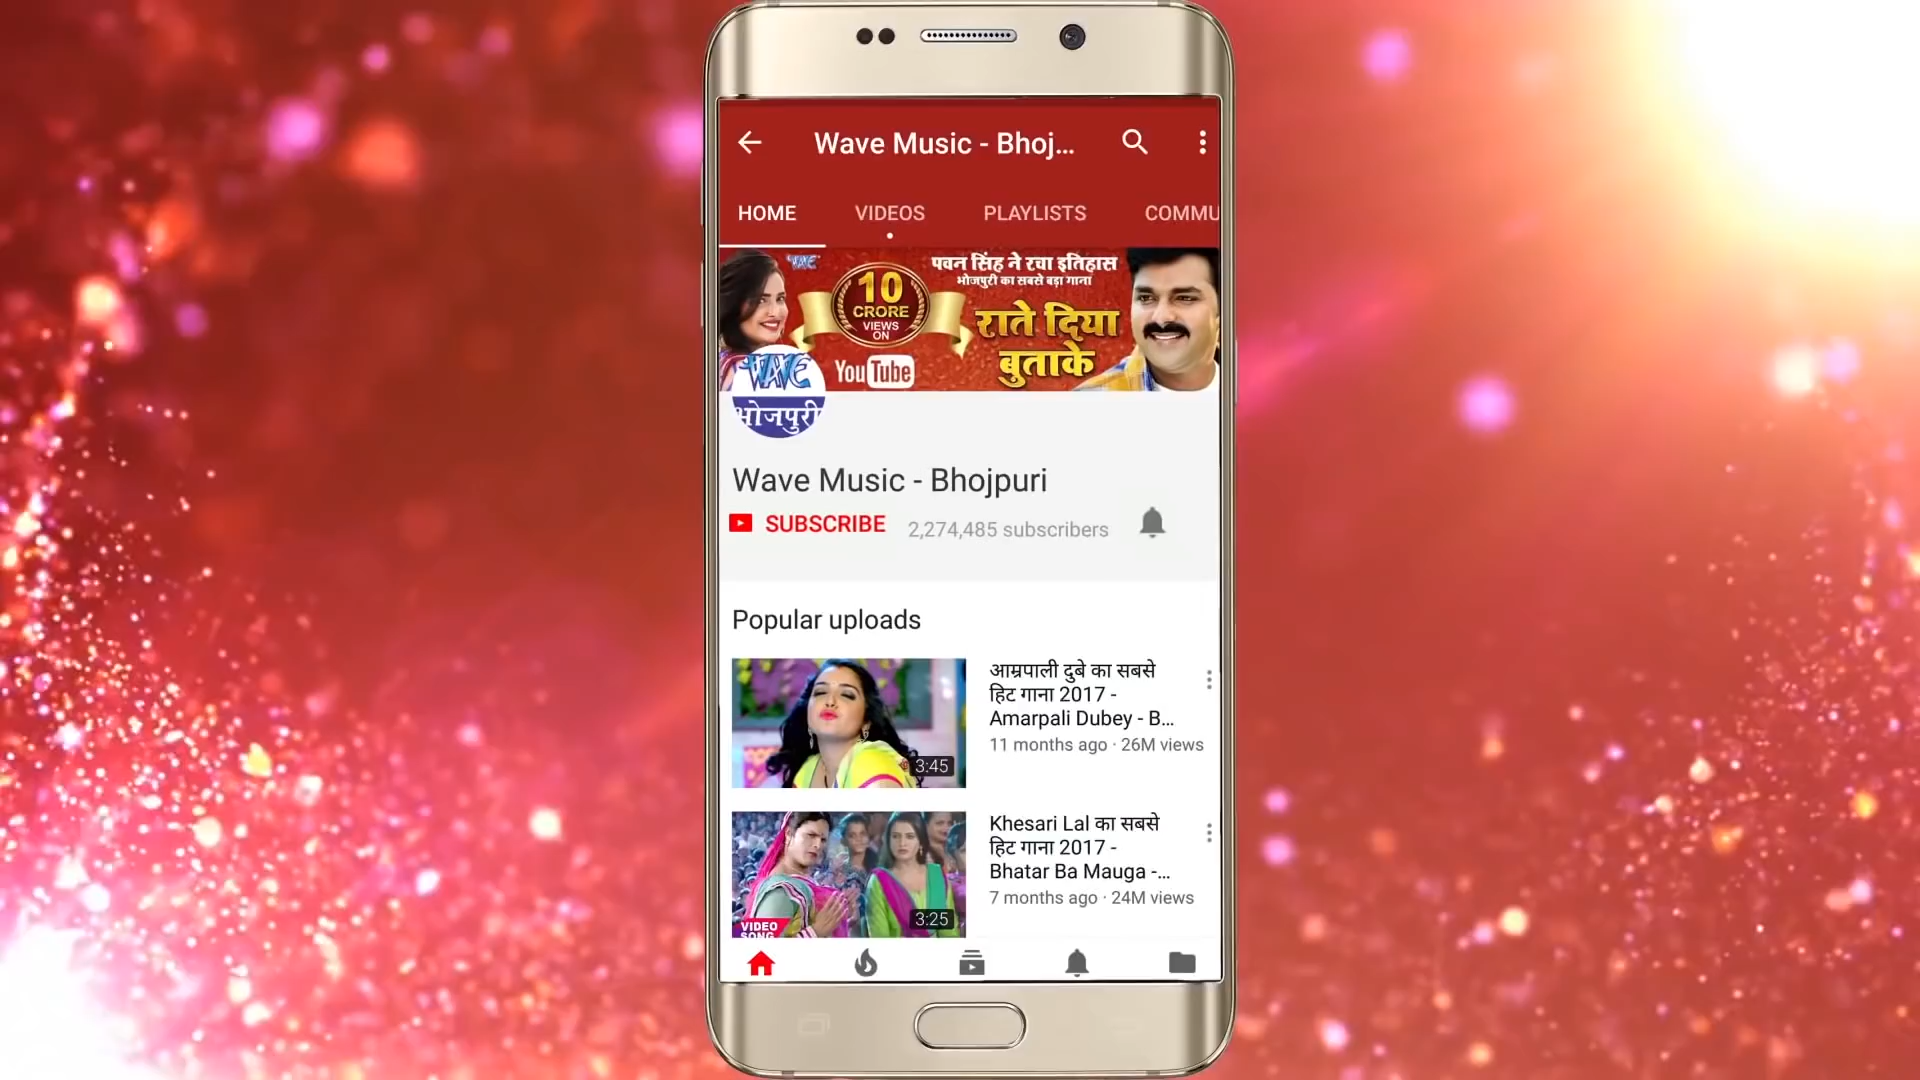 Wave Music - Bhoj...
HOME VIDEOS PLAYLISTS COMMU
WAVE
पवन सिंह ने रचा इतिहास
भोजपुरी का सबसे बड़ा गाना
10
CRORE
VIEWS
ON
राते दिया
बुताके
YouTube
WAVE
भोजपुरी
Wave Music - Bhojpuri
SUBSCRIBE 2,274,485 subscribers
Popular uploads
आम्रपाली दुबे का सबसे
हिट गाना 2017 -
Amarpali Dubey - B...
11 months ago · 26M views
3:45
Khesari Lal का सबसे
हिट गाना 2017 -
Bhatar Ba Mauga -...
7 months ago · 24M views
3:25
VIDEO
SONG